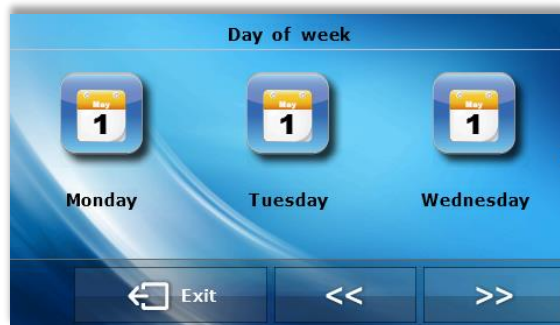 Day of week
May May May
1 1 1
Monday Tuesday Wednesday
Exit << >>